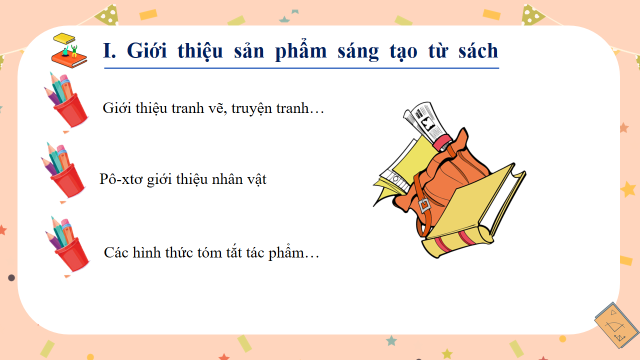 I. Giới thiệu sản phẩm sáng tạo từ sách
Giới thiệu tranh vẽ, truyện tranh…
Pô-xtơ giới thiệu nhân vật
Các hình thức tóm tắt tác phẩm…